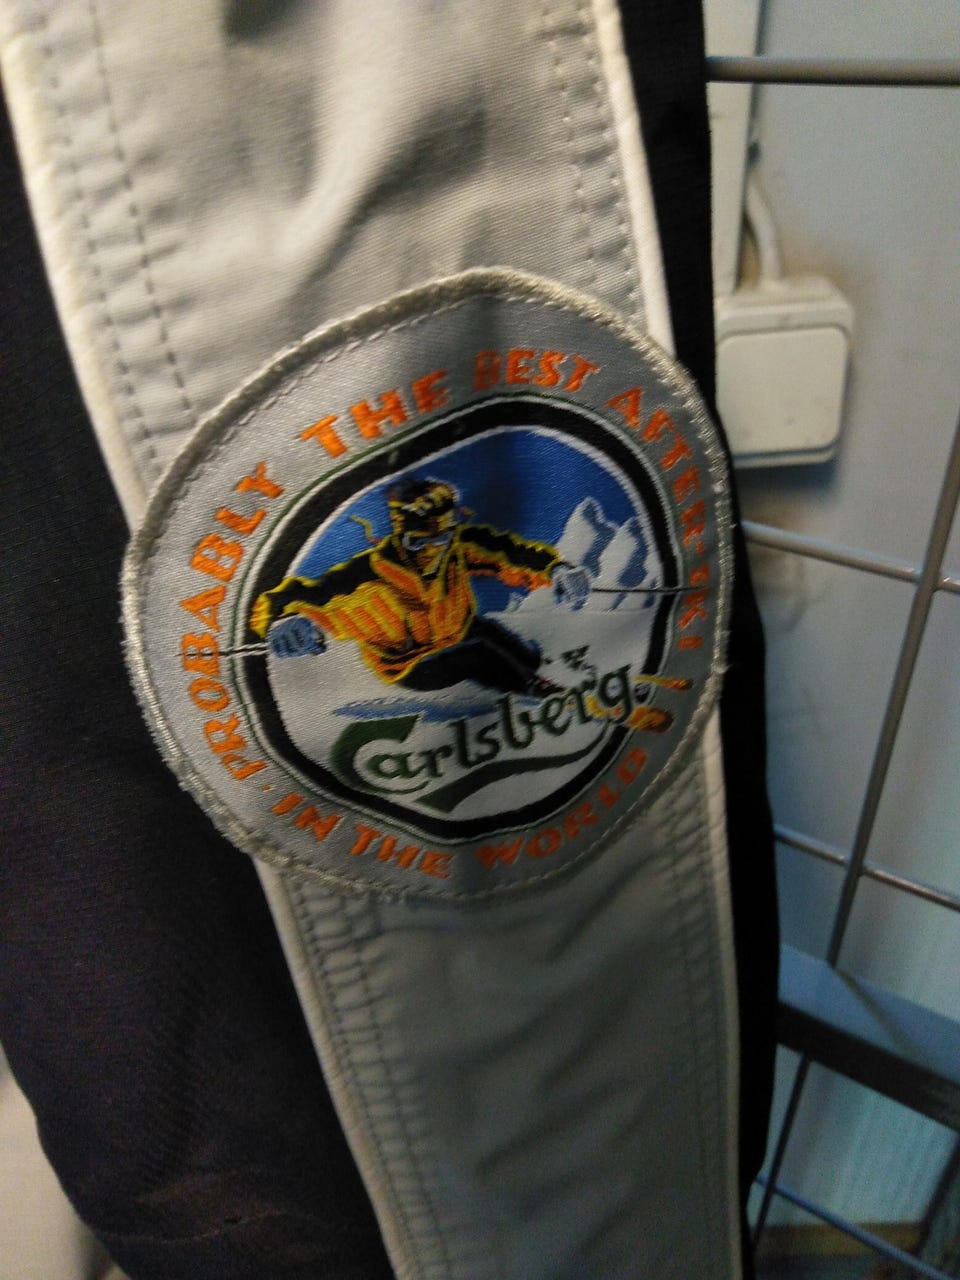 PROBABLY THE BEST AFTER-SKI
IN THE WORLD
Carlsberg